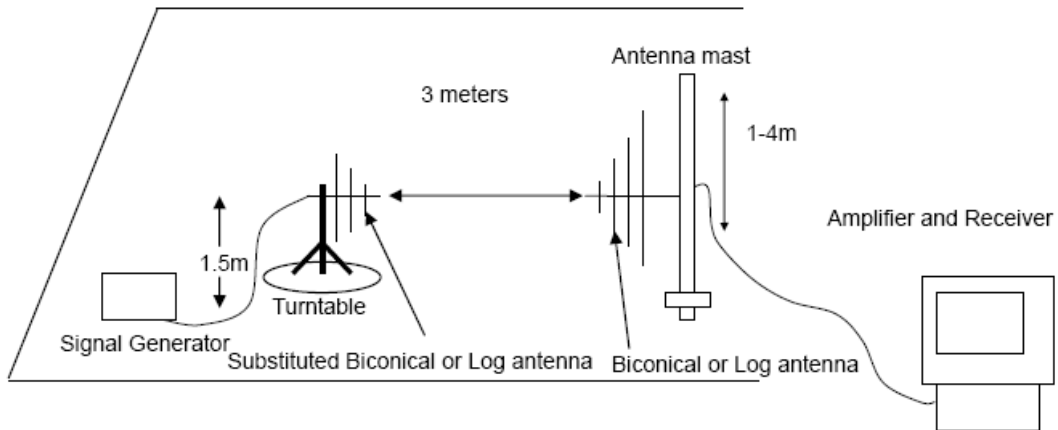 Antenna mast
3 meters
1-4m
Amplifier and Receiver
1.5m
Turntable
Signal Generator
Substituted Biconical or Log antenna
Biconical or Log antenna